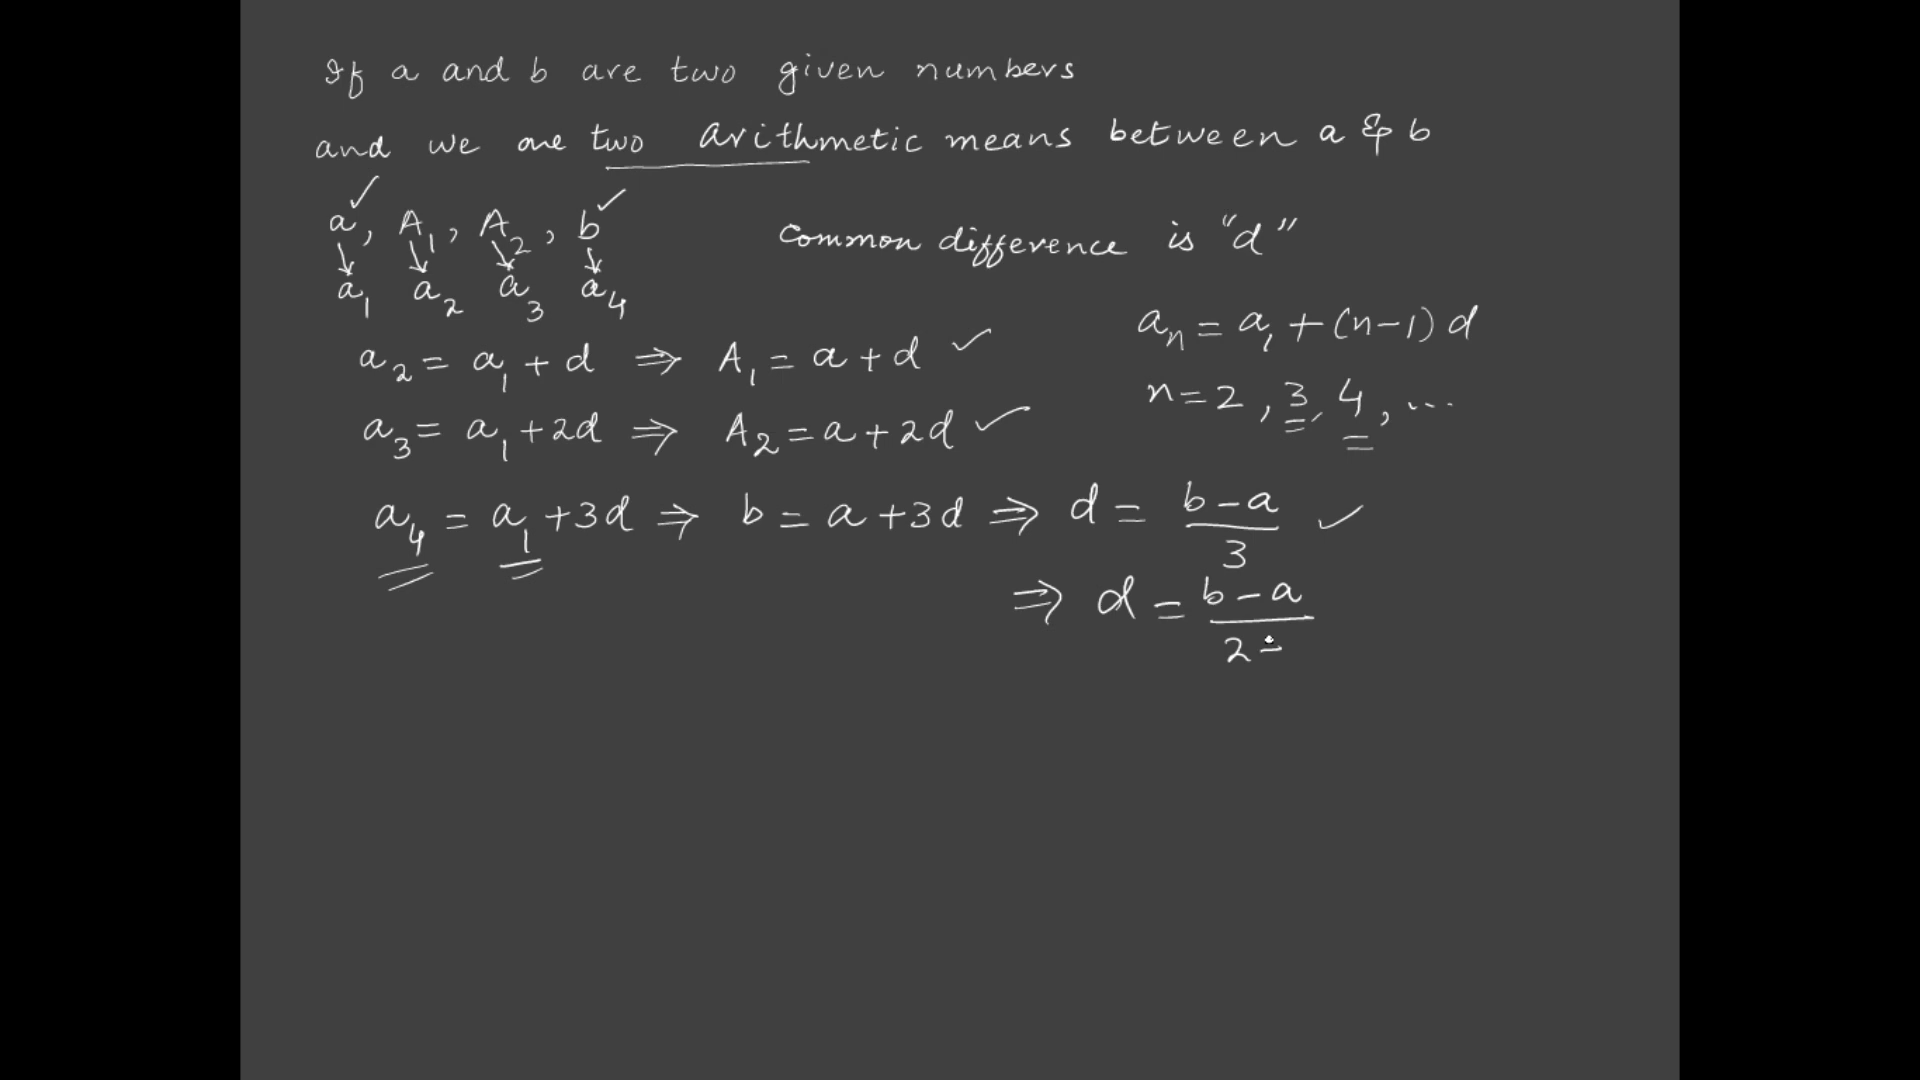 If a and b are two given numbers
and we one two arithmetic means between a & b
a, A₁, A₂, b
Common difference is "d"
a₁ a₂ a₃ a₄
aₙ = a₁ + (n-1) d
n = 2, 3, 4, ...
a₂ = a₁ + d ⇒ A₁ = a + d ✓
a₃ = a₁ + 2d ⇒ A₂ = a + 2d ✓
a₄ = a₁ + 3d ⇒ b = a + 3d ⇒ d = (b - a)/3 ✓
⇒ d = (b - a)/2